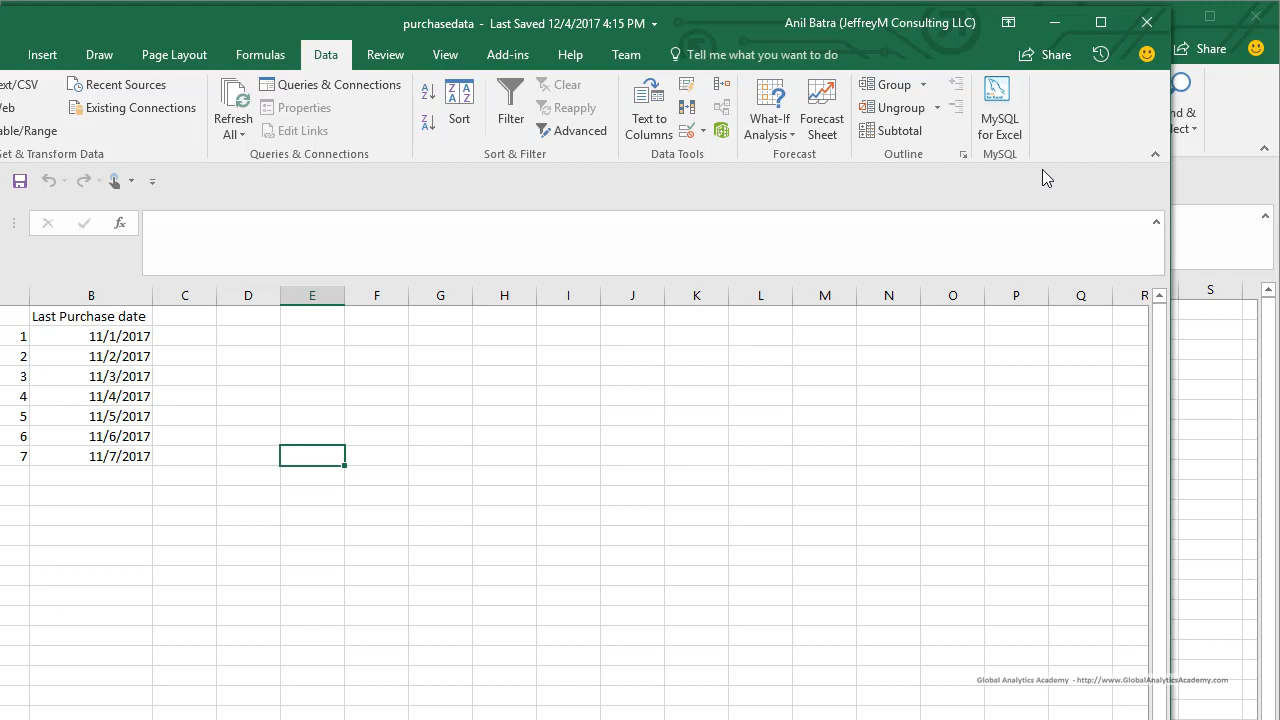 purchasedata - Last Saved 12/4/2017 4:15 PM
Anil Batra (JeffreyM Consulting LLC)
Insert Draw Page Layout Formulas Data Review View Add-ins Help Team Tell me what you want to do Share
Share
ext/CSV
Recent Sources
Existing Connections
able/Range
Refresh
All
Queries & Connections
Properties
Edit Links
Sort
Filter
Clear
Reapply
Advanced
Text to
Columns
What-If
Analysis
Forecast
Sheet
Group
Ungroup
Subtotal
MySQL
for Excel
Get & Transform Data
Queries & Connections
Sort & Filter
Data Tools
Forecast
Outline
MySQL
fx
B C D E F G H I J K L M N O P Q R S
Last Purchase date
1 11/1/2017
2 11/2/2017
3 11/3/2017
4 11/4/2017
5 11/5/2017
6 11/6/2017
7 11/7/2017
Global Analytics Academy - http://www.GlobalAnalyticsAcademy.com